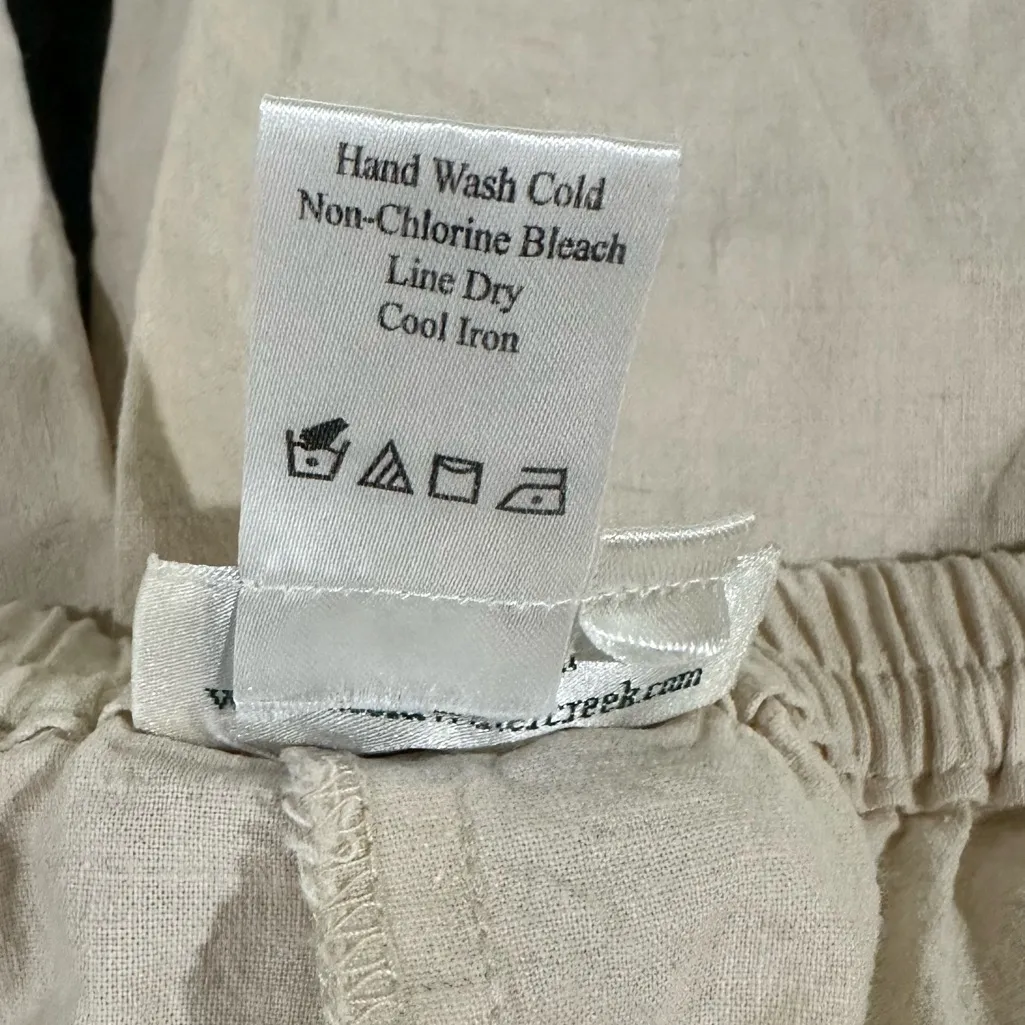 Hand Wash Cold
Non-Chlorine Bleach
Line Dry
Cool Iron